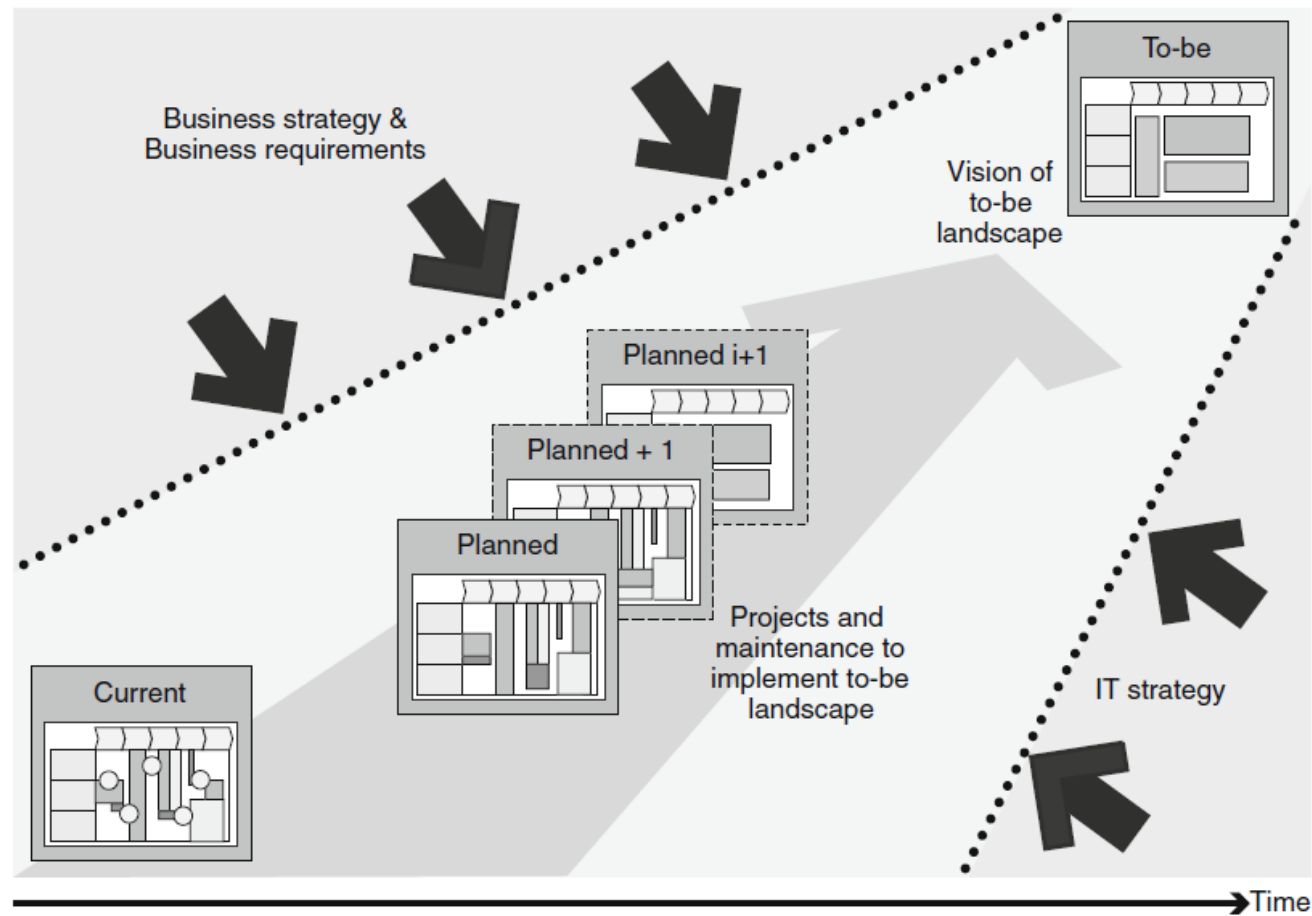 To-be
Business strategy &
Business requirements
Vision of
to-be
landscape
Planned i+1
Planned + 1
Planned
Projects and
maintenance to
implement to-be
landscape
Current
IT strategy
Time